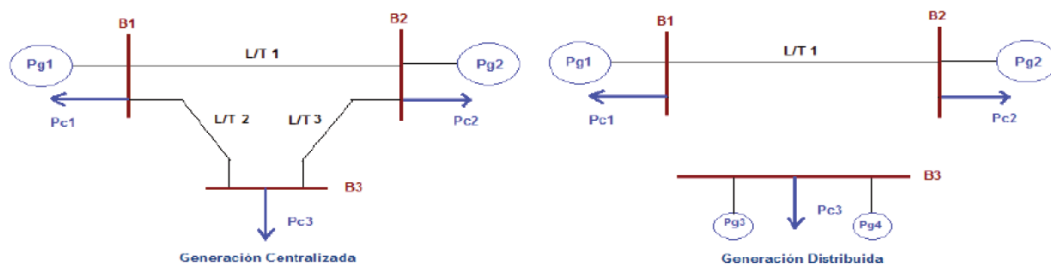 B1
B2
L/T 1
Pg1
Pg2
Pc1
Pc2
L/T 2
L/T 3
B3
Pc3
Generación Centralizada
B1
B2
L/T 1
Pg1
Pg2
Pc1
Pc2
B3
Pg3
Pc3
Pg4
Generación Distribuida